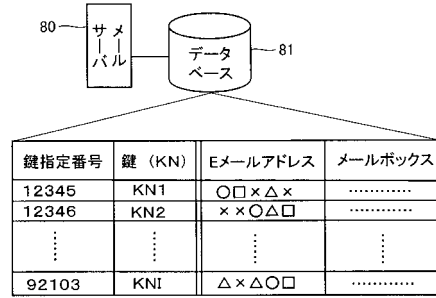 80
メールサーバ
データベース
81
鍵指定番号 鍵 (KN) Eメールアドレス メールボックス
12345 KN1 ○□×△× …………
12346 KN2 ××○△□ …………
⋮ ⋮ ⋮ ⋮
92103 KNI △×△○□ …………